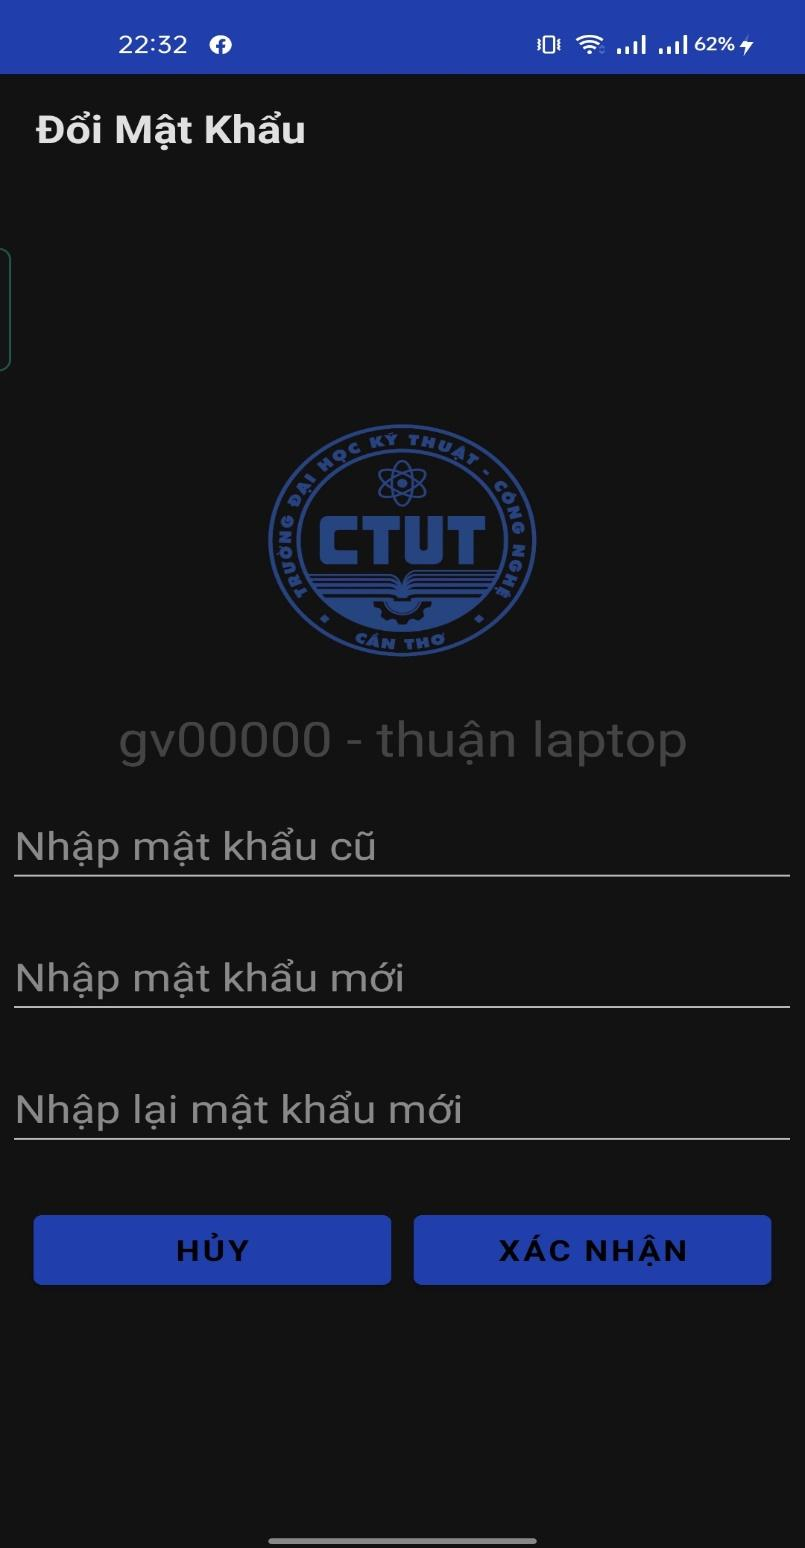 22:32
62%
Đổi Mật Khẩu
TRƯỜNG ĐẠI HỌC KỸ THUẬT - CÔNG NGHỆ
CTUT
CẦN THƠ
gv00000 - thuận laptop
Nhập mật khẩu cũ
Nhập mật khẩu mới
Nhập lại mật khẩu mới
HỦY
XÁC NHẬN